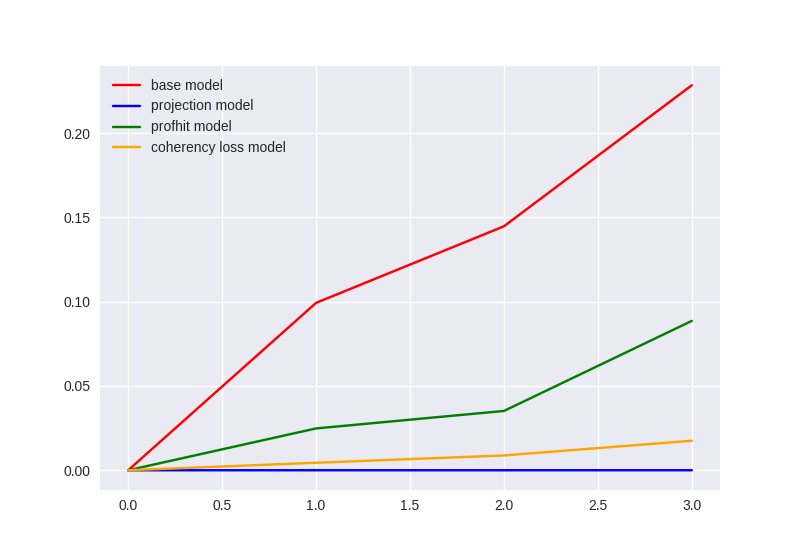 base model
projection model
profhit model
coherency loss model
0.20
0.15
0.10
0.05
0.00
0.0 0.5 1.0 1.5 2.0 2.5 3.0